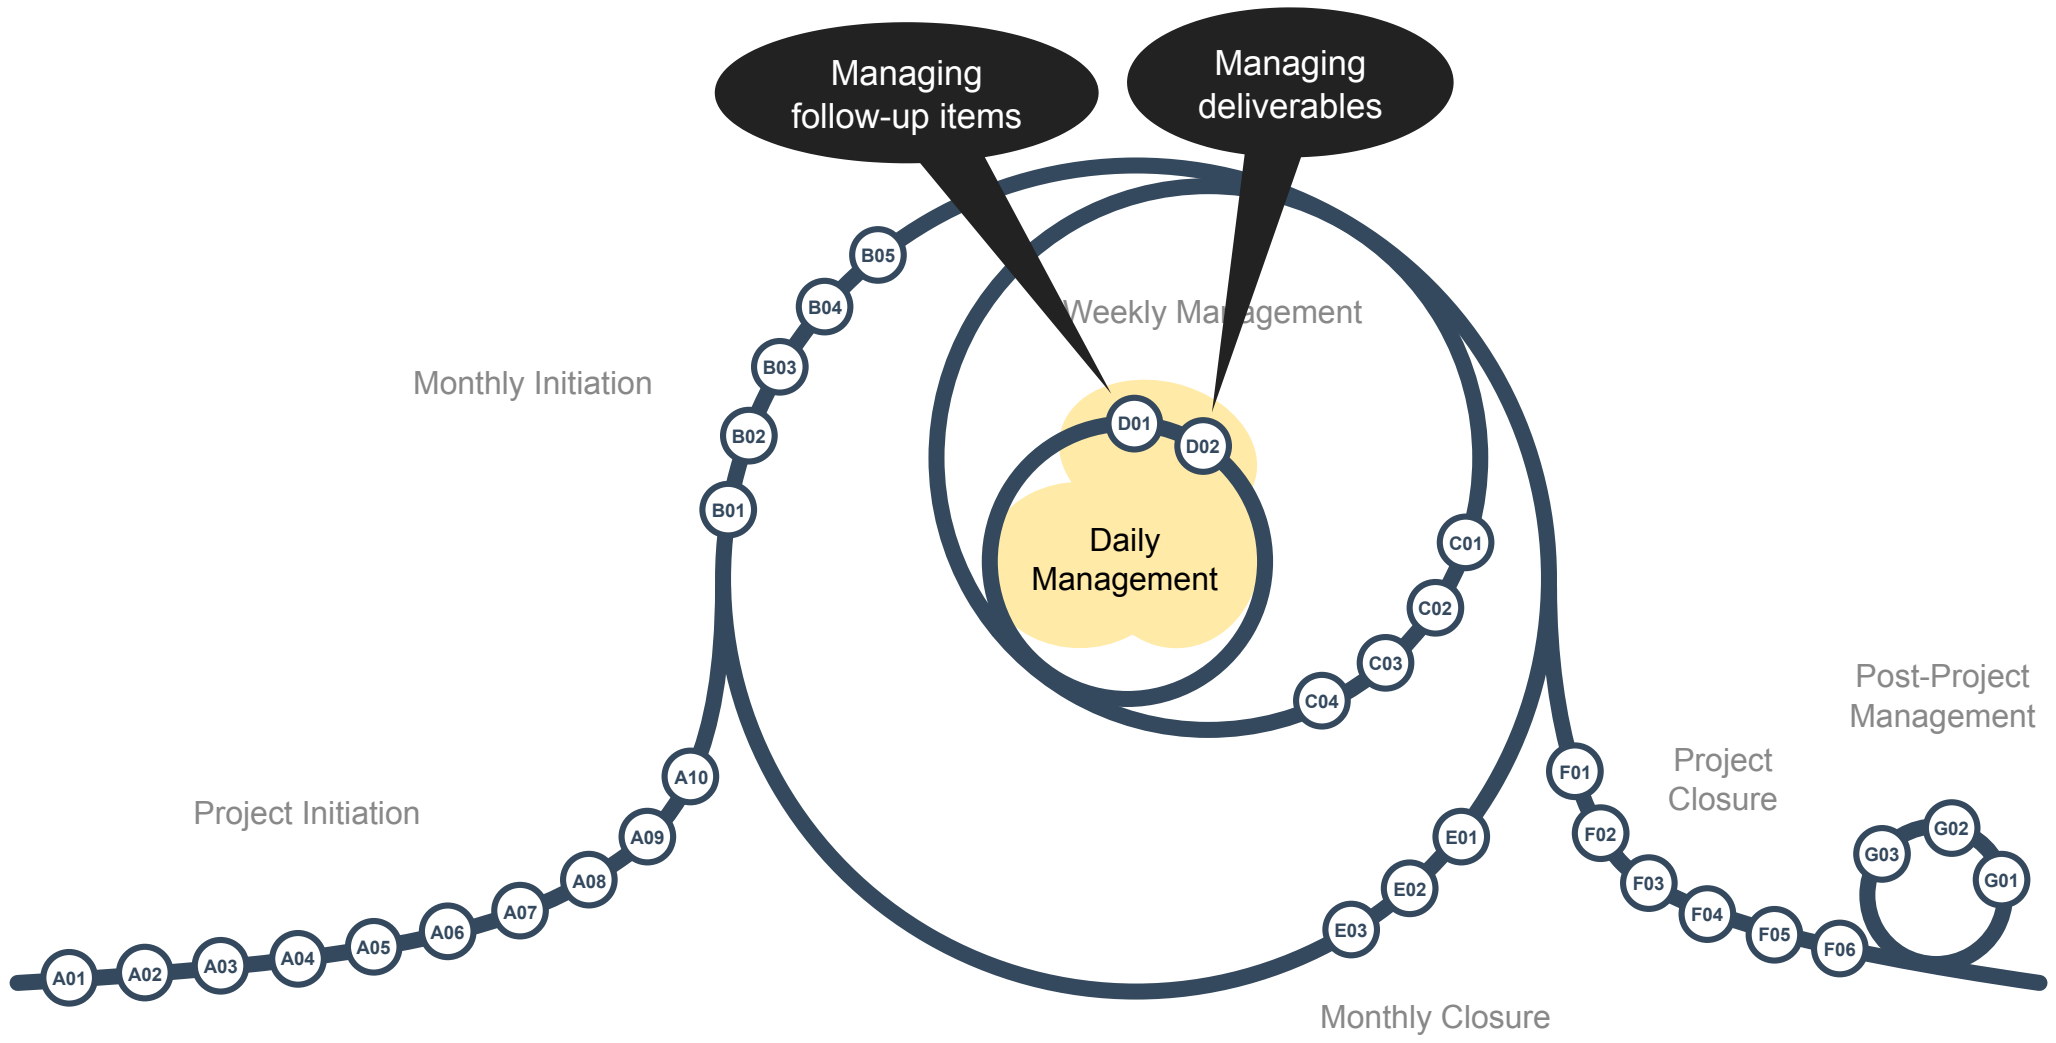 Managing
follow-up items
Managing
deliverables
B05
B04
B03
B02
B01
Monthly Initiation
Weekly Management
D01
D02
Daily
Management
C01
C02
C03
C04
Project Initiation
A01
A02
A03
A04
A05
A06
A07
A08
A09
A10
E01
E02
E03
Monthly Closure
F01
F02
F03
F04
F05
F06
Project
Closure
Post-Project
Management
G03
G02
G01